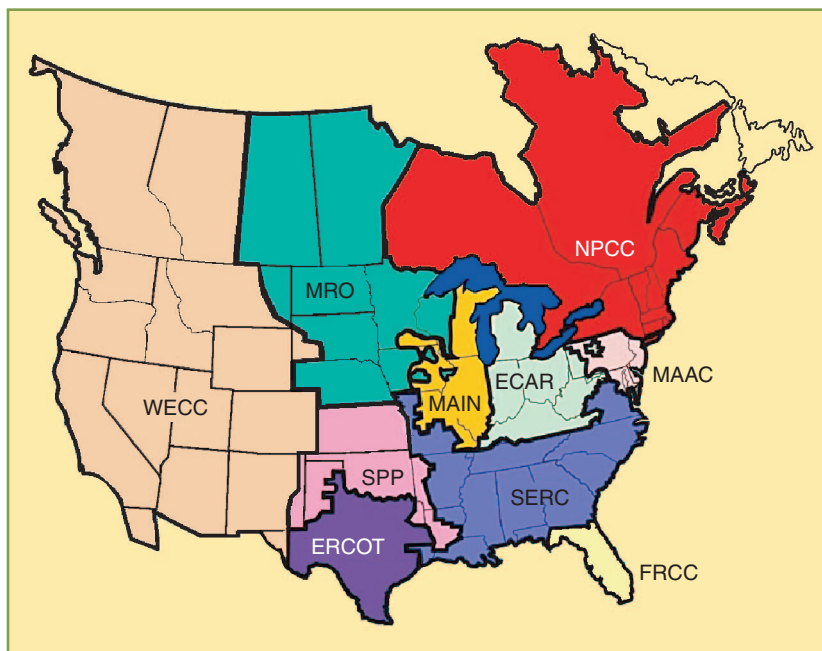 NPCC
MRO
MAAC
ECAR
WECC
MAIN
SPP
SERC
ERCOT
FRCC